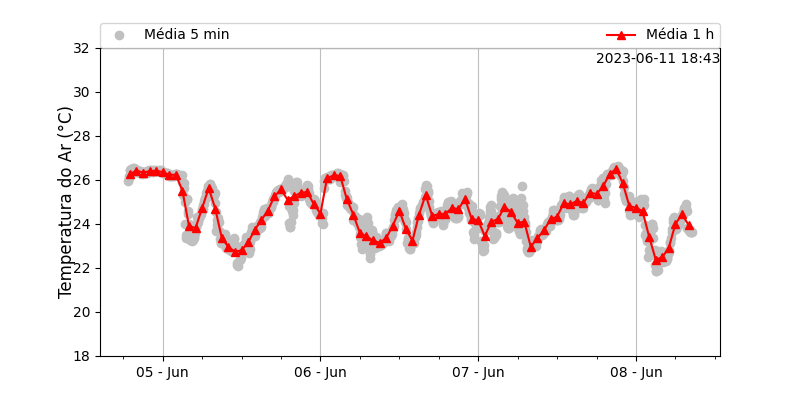 Média 5 min
Média 1 h
2023-06-11 18:43
Temperatura do Ar (°C)
32
30
28
26
24
22
20
18
05 - Jun
06 - Jun
07 - Jun
08 - Jun